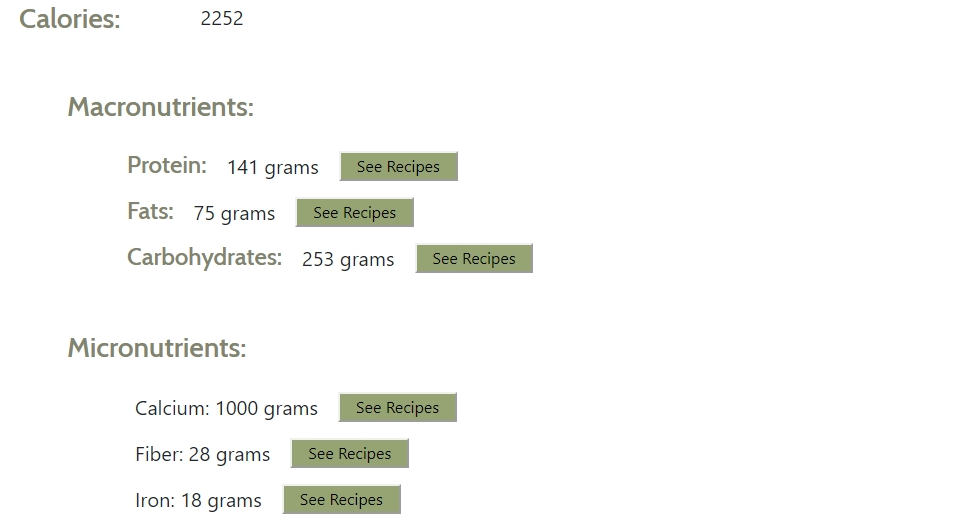 Calories: 2252
Macronutrients:
Protein: 141 grams See Recipes
Fats: 75 grams See Recipes
Carbohydrates: 253 grams See Recipes
Micronutrients:
Calcium: 1000 grams See Recipes
Fiber: 28 grams See Recipes
Iron: 18 grams See Recipes